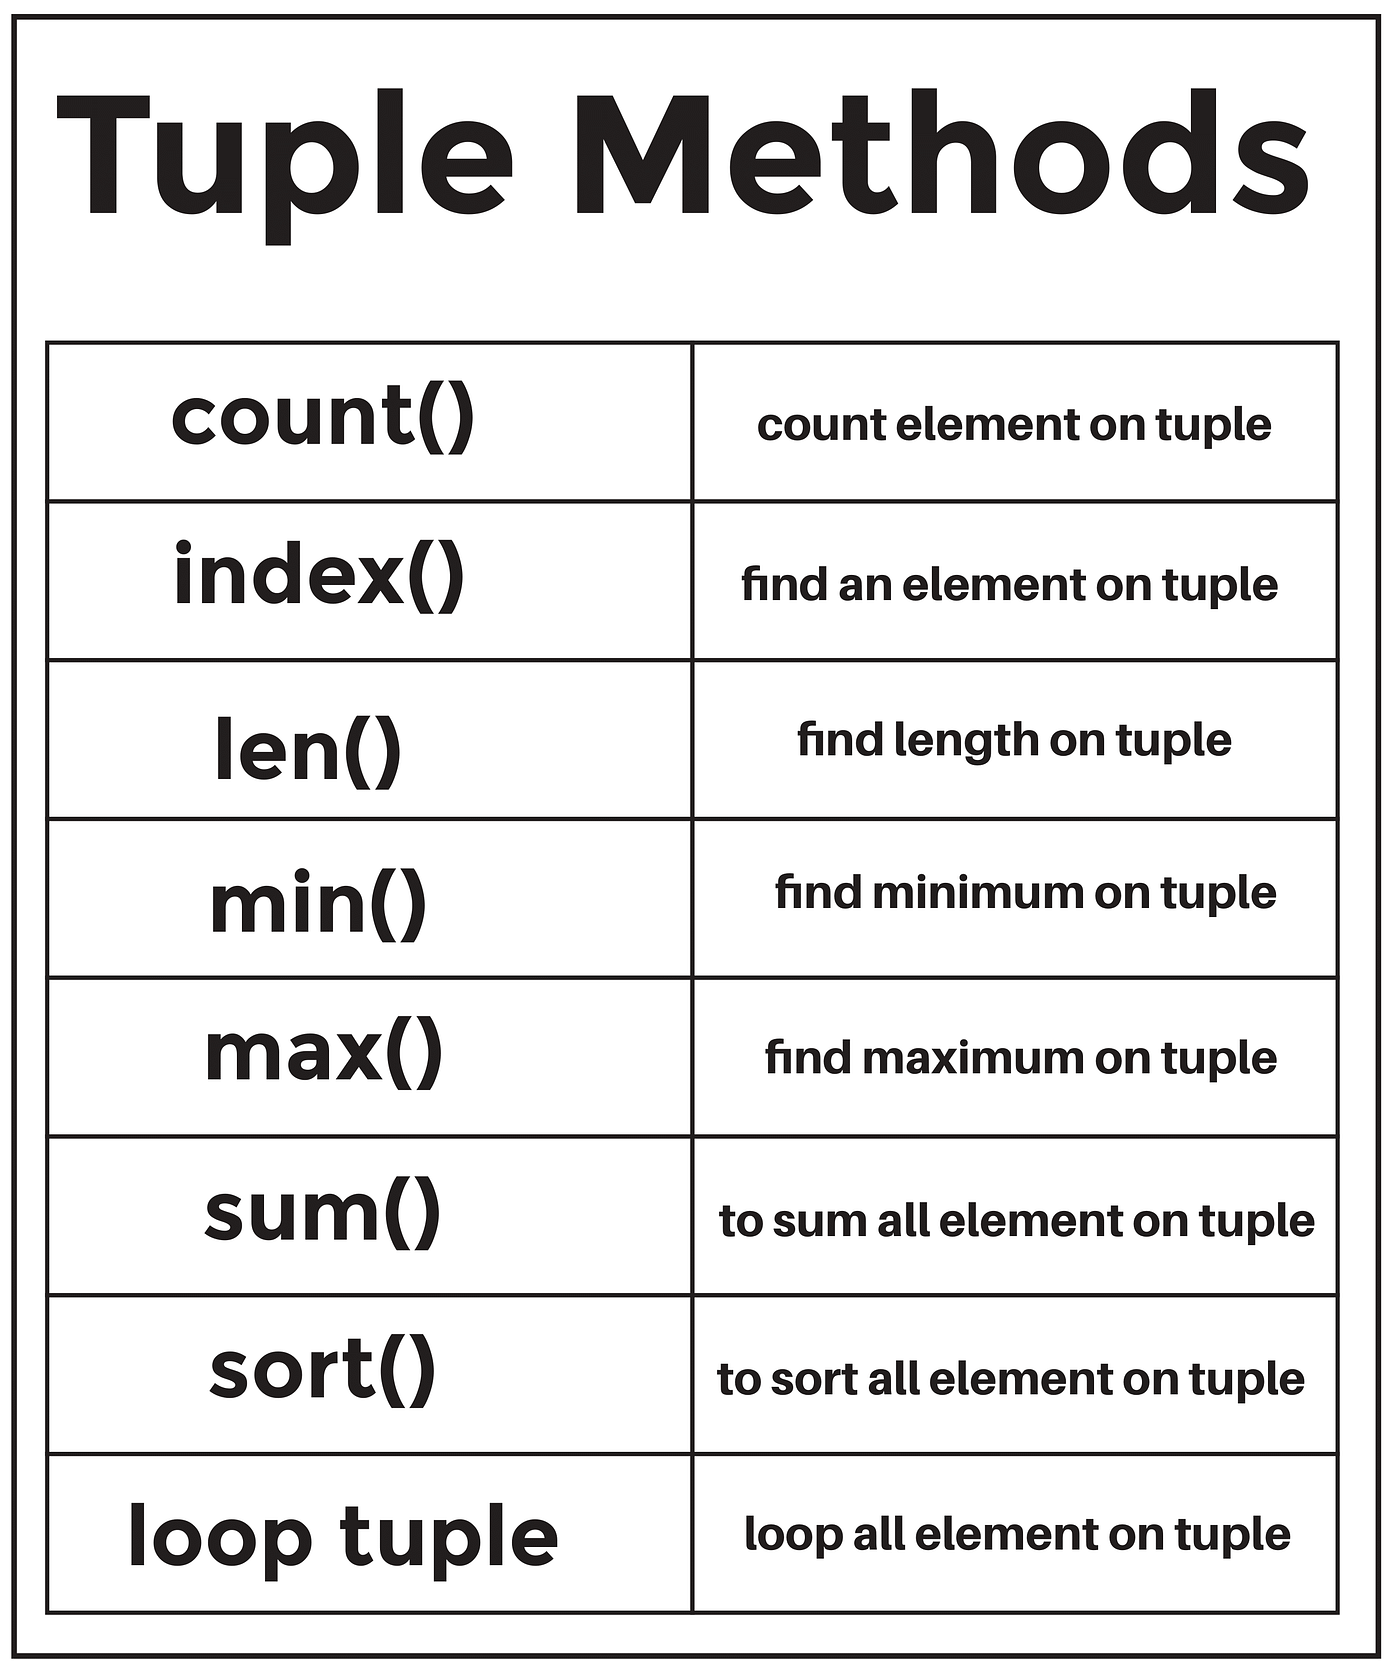 Tuple Methods
count()
count element on tuple
index()
find an element on tuple
len()
find length on tuple
min()
find minimum on tuple
max()
find maximum on tuple
sum()
to sum all element on tuple
sort()
to sort all element on tuple
loop tuple
loop all element on tuple